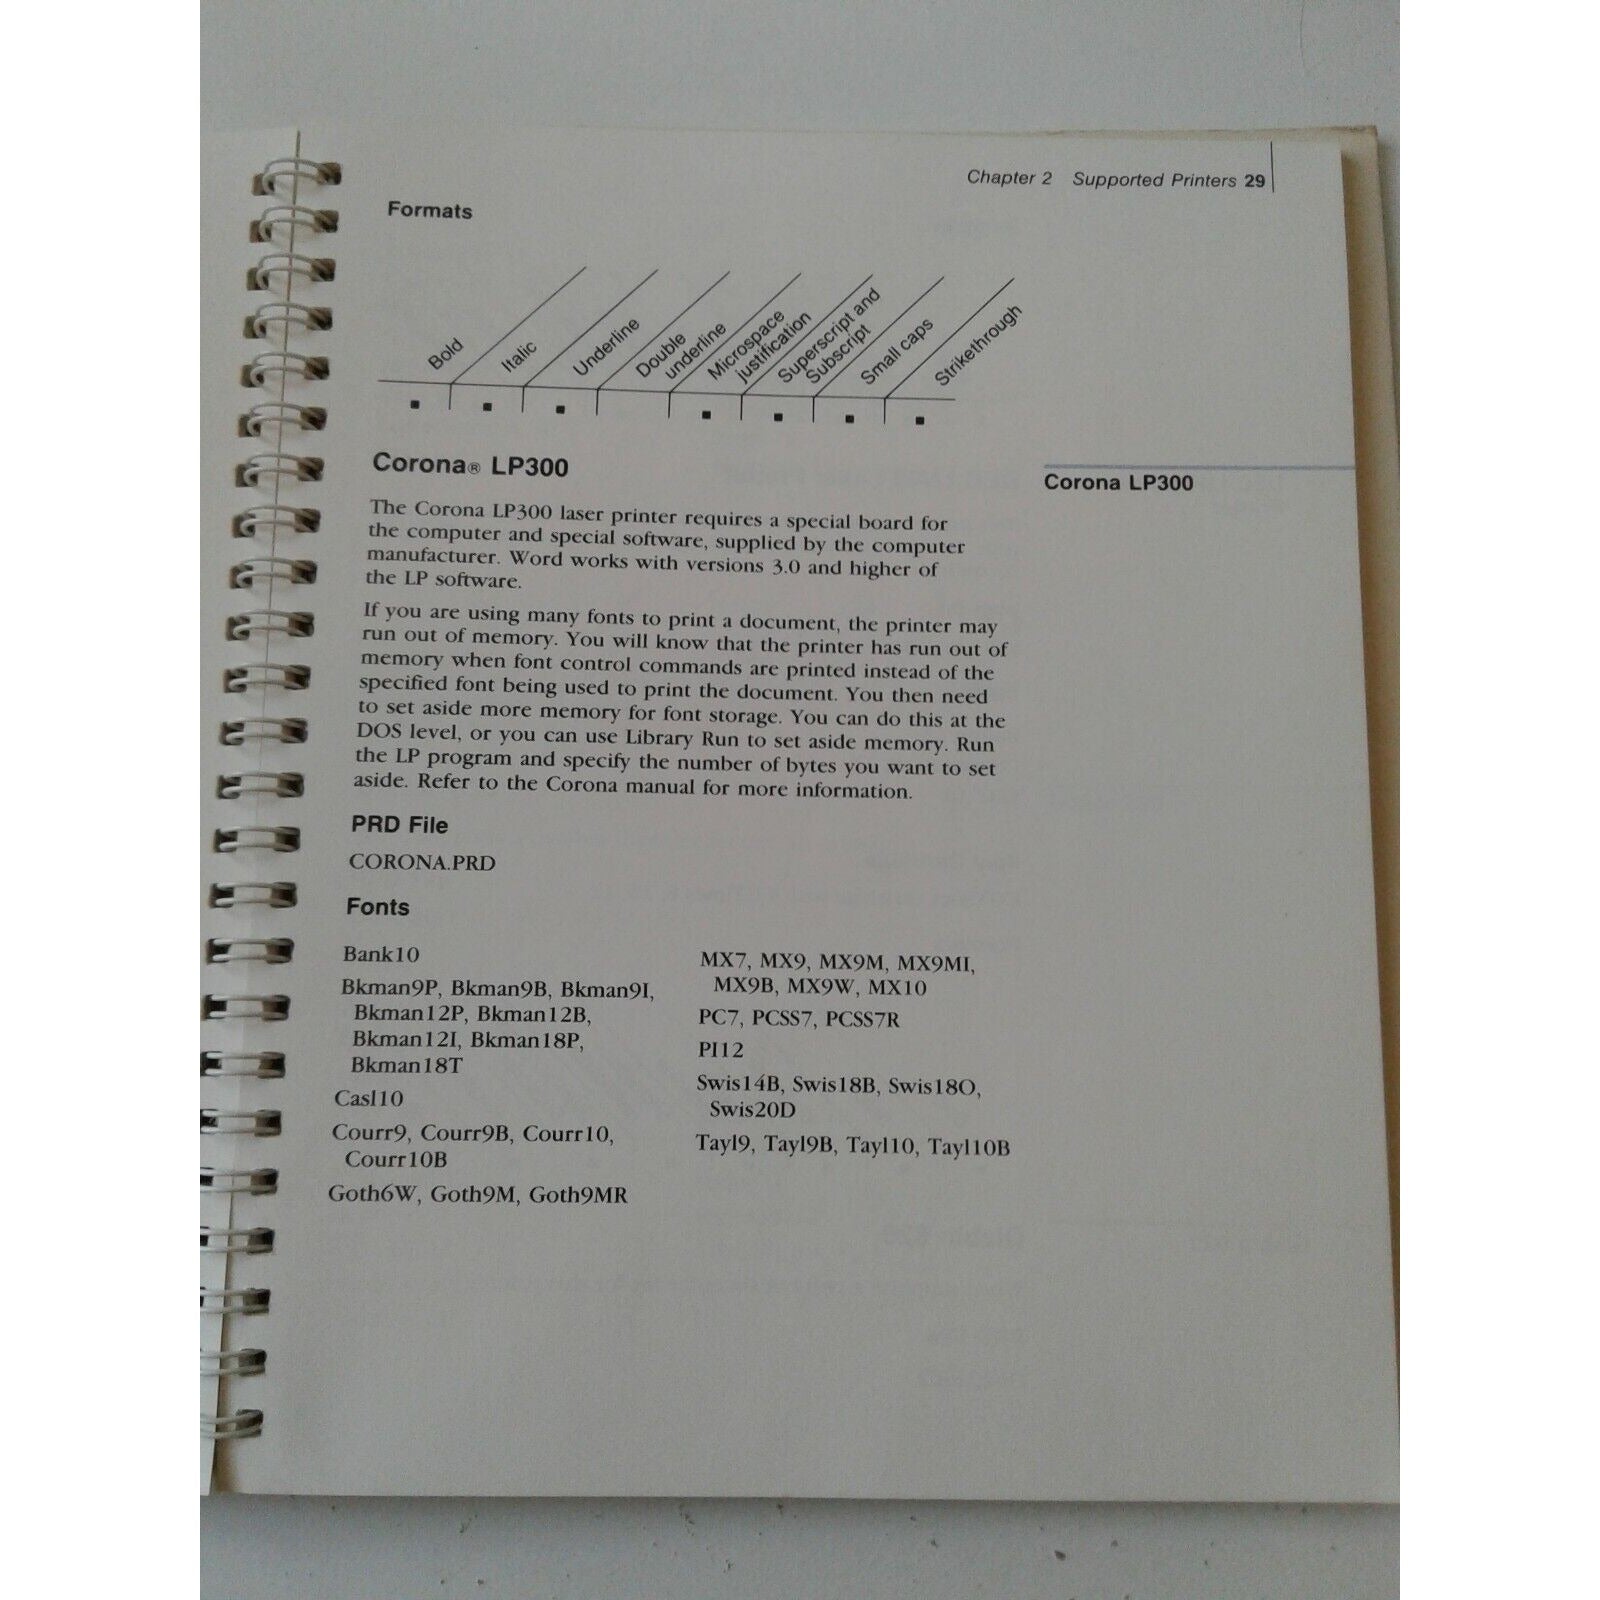 Chapter 2 Supported Printers 29
Formats
Bold
Italic
Underline
Double
underline
Microspace
justification
Superscript and
Subscript
Small caps
Strikethrough
Corona® LP300
Corona LP300
The Corona LP300 laser printer requires a special board for
the computer and special software, supplied by the computer
manufacturer. Word works with versions 3.0 and higher of
the LP software.
If you are using many fonts to print a document, the printer may
run out of memory. You will know that the printer has run out of
memory when font control commands are printed instead of the
specified font being used to print the document. You then need
to set aside more memory for font storage. You can do this at the
DOS level, or you can use Library Run to set aside memory. Run
the LP program and specify the number of bytes you want to set
aside. Refer to the Corona manual for more information.
PRD File
CORONA.PRD
Fonts
Bank10
Bkman9P, Bkman9B, Bkman9I,
Bkman12P, Bkman12B,
Bkman12I, Bkman18P,
Bkman18T
Casl10
Courr9, Courr9B, Courr10,
Courr10B
Goth6W, Goth9M, Goth9MR
MX7, MX9, MX9M, MX9MI,
MX9B, MX9W, MX10
PC7, PCSS7, PCSS7R
PI12
Swis14B, Swis18B, Swis18O,
Swis20D
Tayl9, Tayl9B, Tayl10, Tayl10B